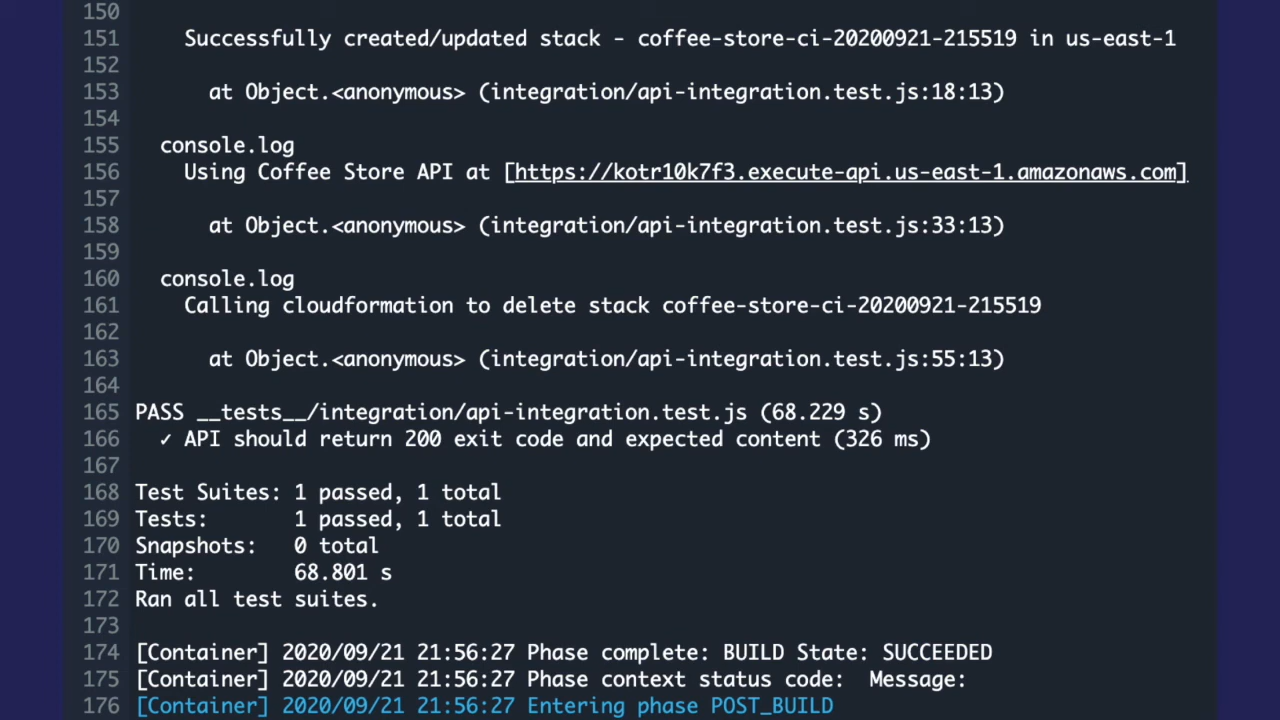 150
151 Successfully created/updated stack - coffee-store-ci-20200921-215519 in us-east-1
152
153 at Object.<anonymous> (integration/api-integration.test.js:18:13)
154
155 console.log
156 Using Coffee Store API at [https://kotr10k7f3.execute-api.us-east-1.amazonaws.com]
157
158 at Object.<anonymous> (integration/api-integration.test.js:33:13)
159
160 console.log
161 Calling cloudformation to delete stack coffee-store-ci-20200921-215519
162
163 at Object.<anonymous> (integration/api-integration.test.js:55:13)
164
165 PASS __tests__/integration/api-integration.test.js (68.229 s)
166 ✓ API should return 200 exit code and expected content (326 ms)
167
168 Test Suites: 1 passed, 1 total
169 Tests: 1 passed, 1 total
170 Snapshots: 0 total
171 Time: 68.801 s
172 Ran all test suites.
173
174 [Container] 2020/09/21 21:56:27 Phase complete: BUILD State: SUCCEEDED
175 [Container] 2020/09/21 21:56:27 Phase context status code: Message:
176 [Container] 2020/09/21 21:56:27 Entering phase POST_BUILD